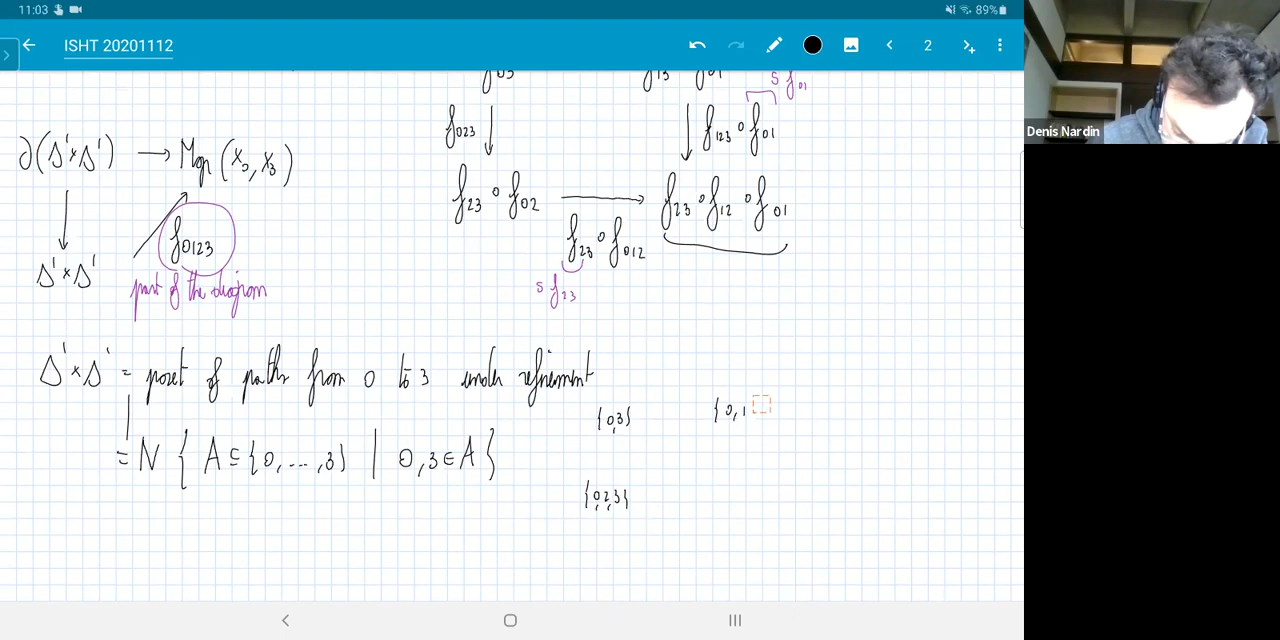 11:03 89%
ISHT 20201112 2
Denis Nardin
f03 f13 f01
s f01
f023 f123 ∘ f01
∂(Δ¹×Δ¹) → Map(X0, X3)
f23 ∘ f02 → f23 ∘ f12 ∘ f01
f0123 f23 ∘ f012
Δ¹×Δ¹ part of the diagram s f23
Δ¹×Δ¹ = poset of paths from 0 to 3 under refinement
{0,3} {0,1
= N { A ⊆ {0,...,3} | 0,3 ∈ A }
{0,2,3}